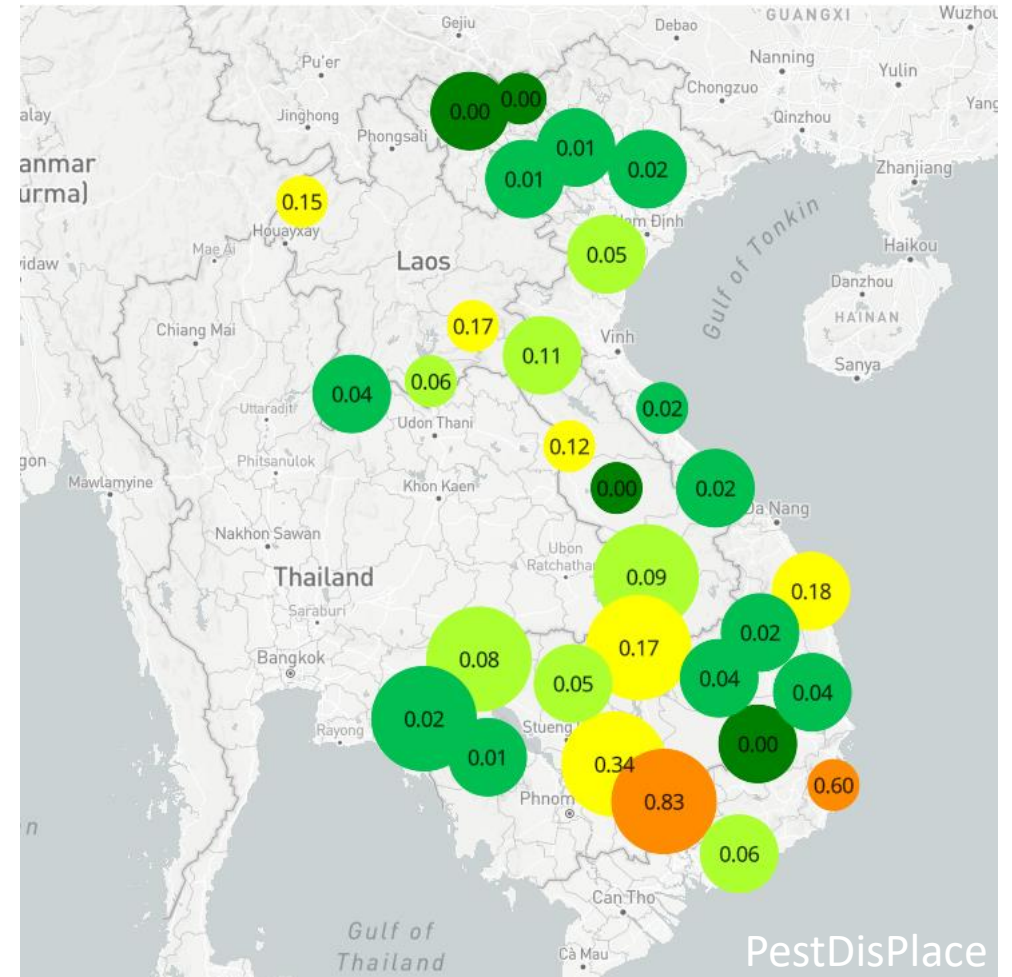 Gejiu
Debao
GUANGXI
Wuzhou
Pu'er
Nanning
Yulin
Chongzuo
Yang
0.00
0.00
alay
Jinghong
Phongsali
Qinzhou
0.01
0.02
anmar
urma)
0.01
Zhanjiang
0.15
Houayxay
Nam Định
Mae Ai
Haikou
idaw
Laos
0.05
Gulf of Tonkin
Danzhou
HAINAN
0.17
Chiang Mai
Vinh
0.11
Sanya
0.06
0.04
Uttaradit
0.02
Udon Thani
0.12
Phitsanulok
gon
Mawlamyine
Khon Kaen
0.00
0.02
Da Nang
Nakhon Sawan
Ubon
Ratchathai
Thailand
0.09
0.18
Saraburi
0.02
0.17
Bangkok
0.08
0.05
0.04
0.04
0.02
Rayong
Stueng
0.00
0.01
0.34
0.60
Phnom
0.83
n
0.06
Can Tho
Gulf of
Thailand
Cà Mau
PestDisPlace